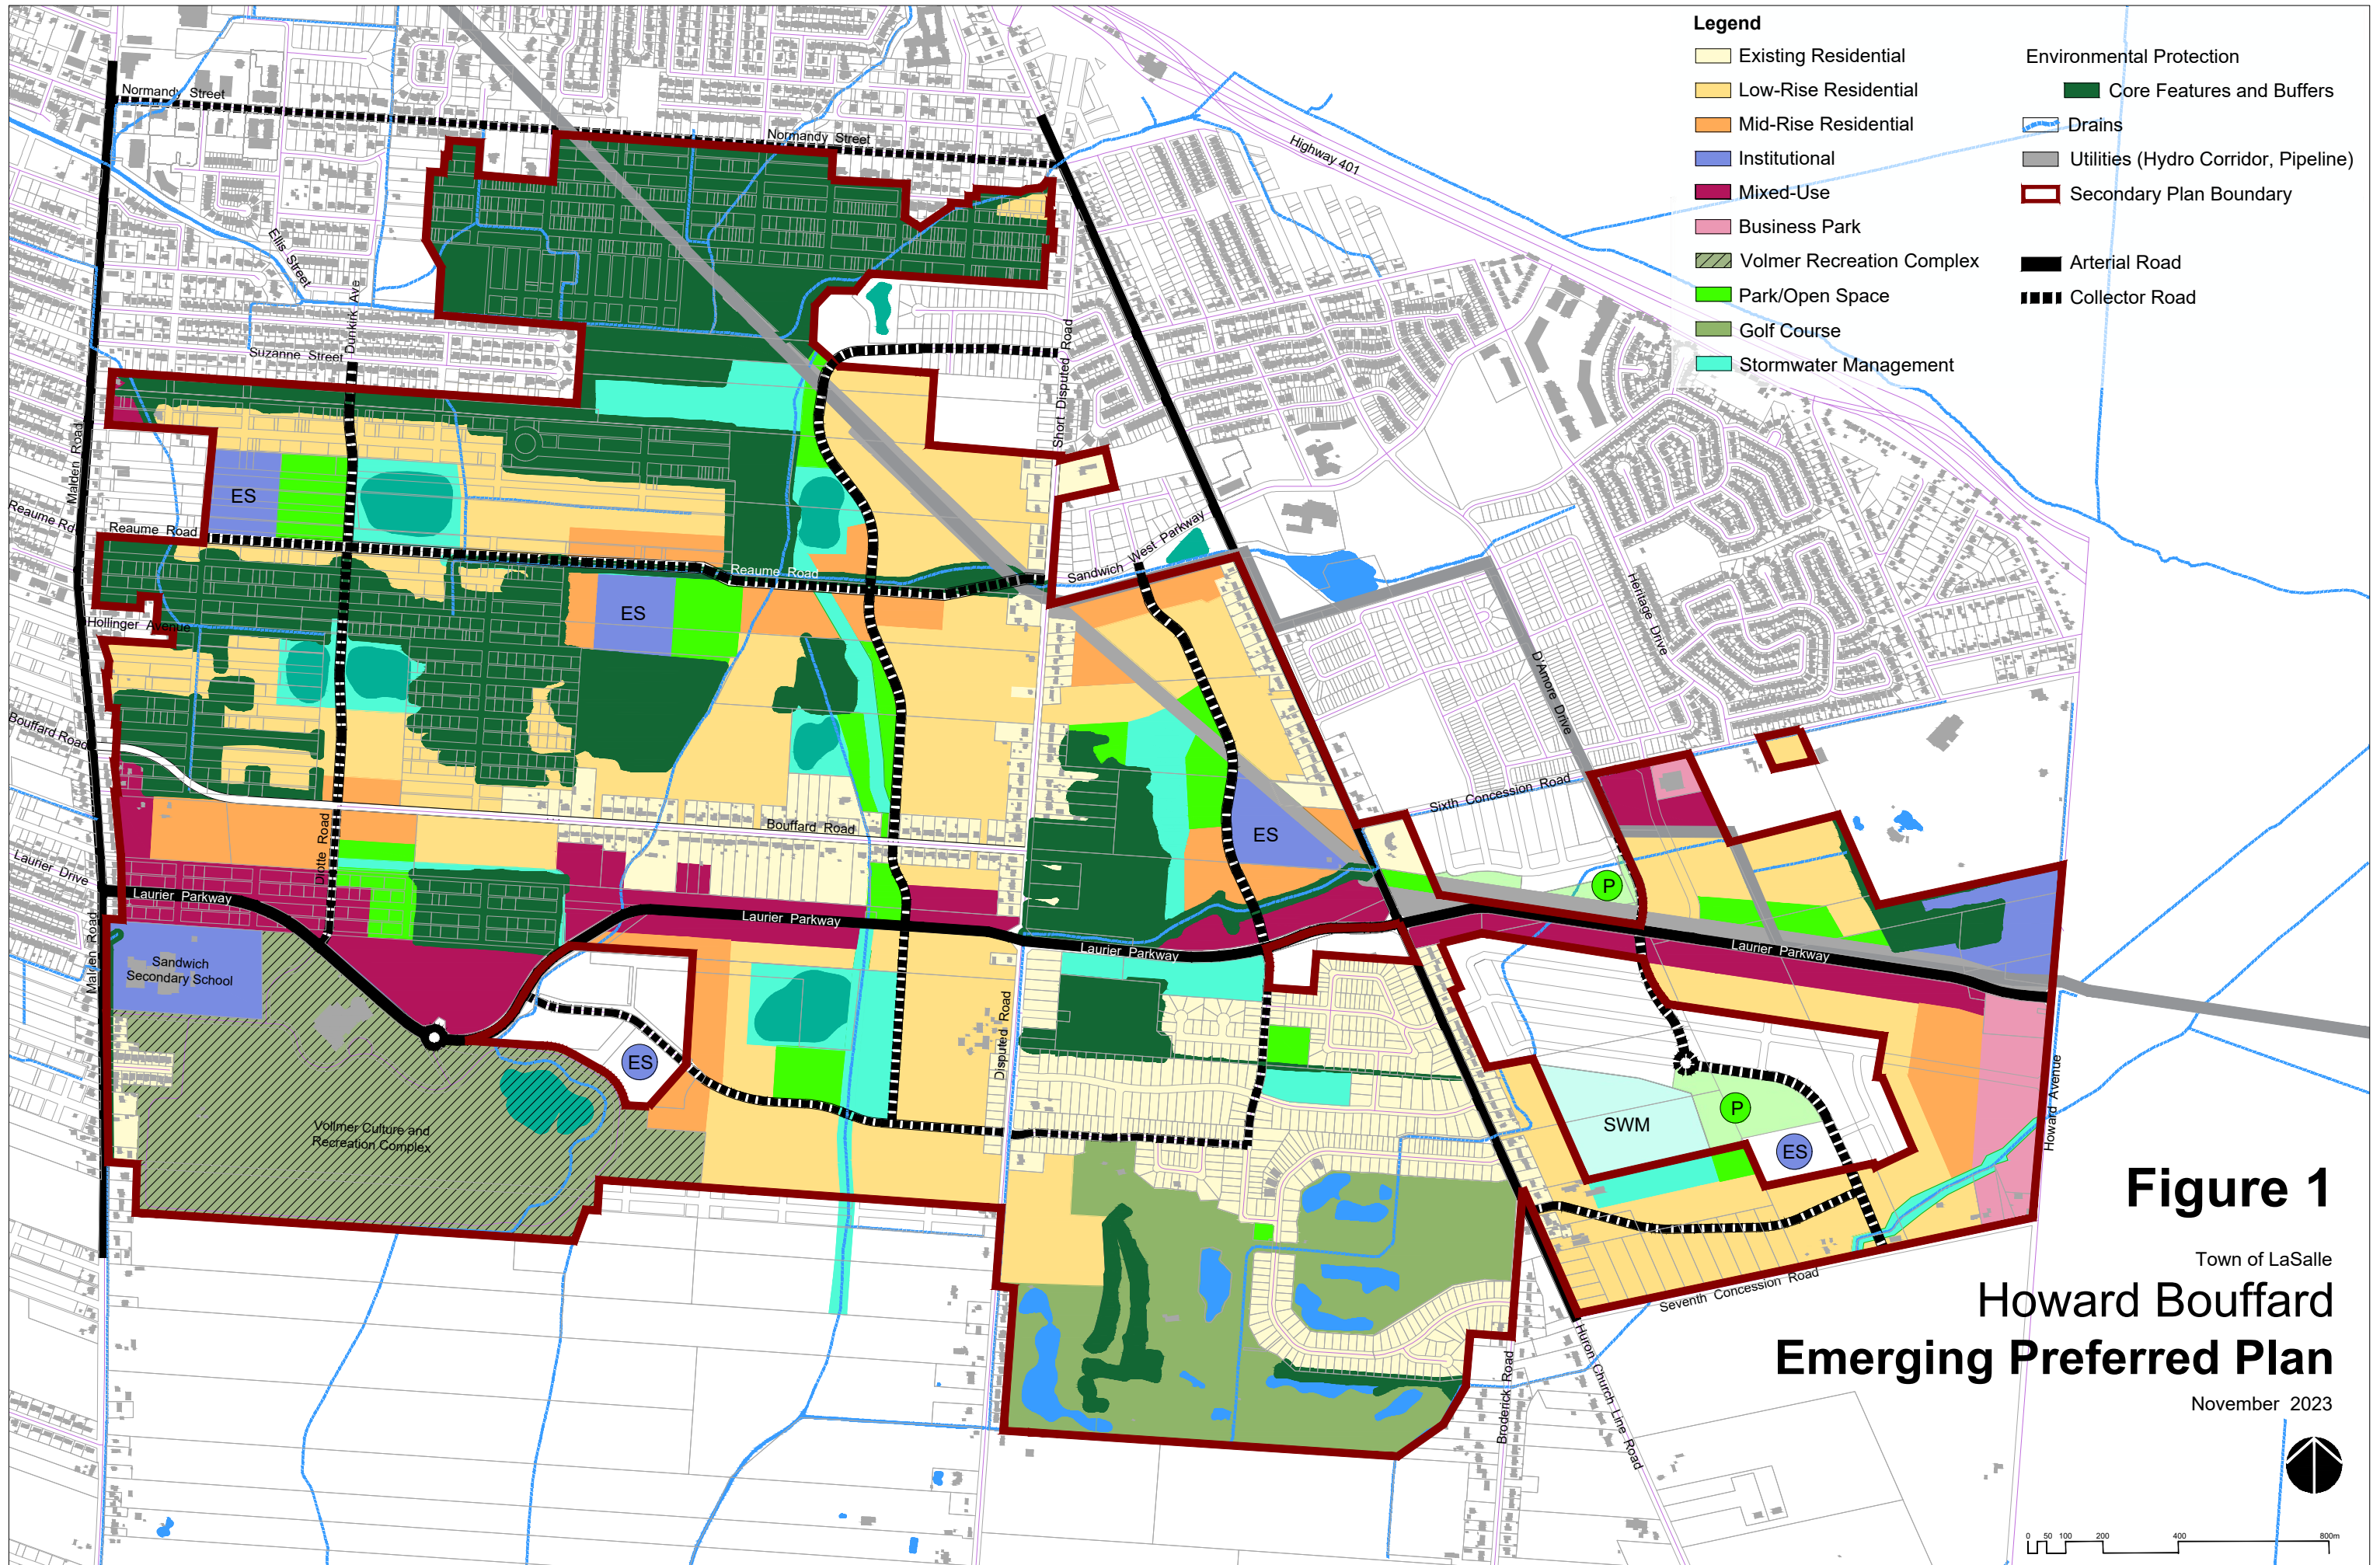 Legend
Existing Residential
Low-Rise Residential
Mid-Rise Residential
Institutional
Mixed-Use
Business Park
Volmer Recreation Complex
Park/Open Space
Golf Course
Stormwater Management
Environmental Protection
Core Features and Buffers
Drains
Utilities (Hydro Corridor, Pipeline)
Secondary Plan Boundary
Arterial Road
Collector Road
Normandy Street
Normandy Street
Highway 401
Ellis Street
Dunkirk Ave
Suzanne Street
Short Disputed Road
Malden Road
ES
Reaume Rd
Reaume Road
Reaume Road
Sandwich West Parkway
ES
Hollinger Avenue
Heritage Drive
D'Amore Drive
Bouffard Road
Sixth Concession Road
Bouffard Road
ES
Diotte Road
Laurier Drive
Laurier Parkway
P
Laurier Parkway
Laurier Parkway
Laurier Parkway
Malden Road
Sandwich
Secondary School
Disputed Road
ES
Howard Avenue
Vollmer Culture and
Recreation Complex
SWM
P
ES
Seventh Concession Road
Huron Church Line Road
Broderick Road
Figure 1
Town of LaSalle
Howard Bouffard
Emerging Preferred Plan
November 2023
0 50 100 200 400 800m